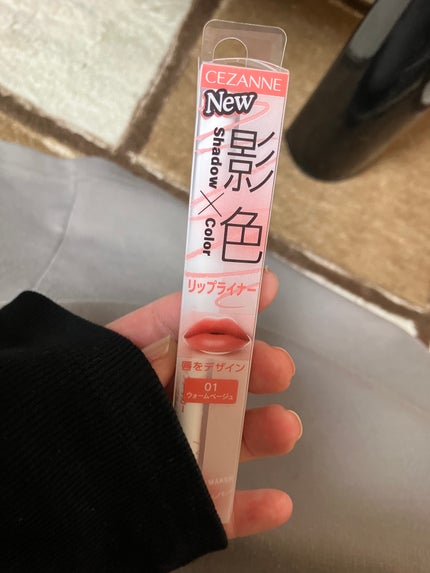 CEZANNE
New
影色
Shadow × Color
リップライナー
唇をデザイン
01
ウォームベージュ